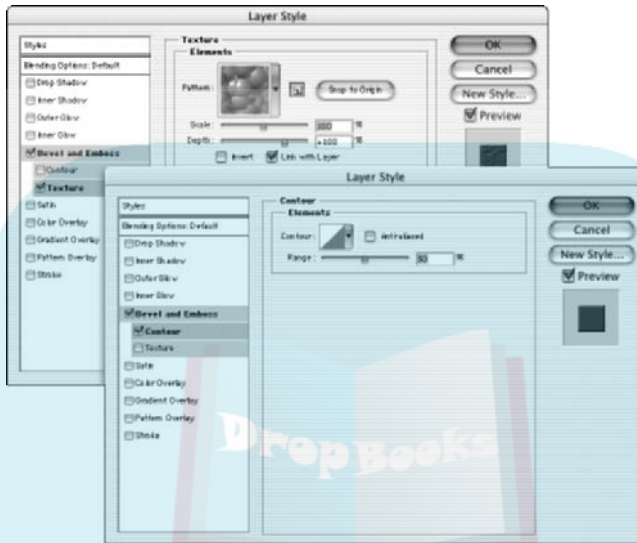 Layer Style
Styles
Blending Options: Default
Drop Shadow
Inner Shadow
Outer Glow
Inner Glow
Bevel and Emboss
Contour
Texture
Satin
Color Overlay
Gradient Overlay
Pattern Overlay
Stroke
Texture
Elements
Pattern:
Snap to Origin
Scale: %
Depth: +100 %
Invert Link with Layer
OK
Cancel
New Style...
Preview
Layer Style
Styles
Blending Options: Default
Drop Shadow
Inner Shadow
Outer Glow
Inner Glow
Bevel and Emboss
Contour
Texture
Satin
Color Overlay
Gradient Overlay
Pattern Overlay
Stroke
Contour
Elements
Contour: Anti-aliased
Range: 50 %
OK
Cancel
New Style...
Preview
DropBooks